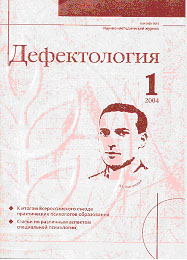 научно-методический журнал
Дефектология
1
2004
К итогам Всероссийского съезда
практических психологов образования
Статьи по различным аспектам
специальной психологии